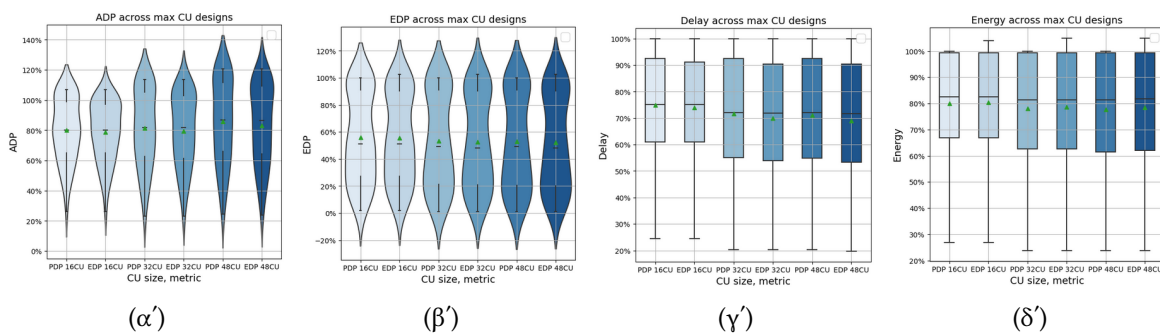 ADP across max CU designs
140%
120%
100%
80%
60%
40%
20%
0%
ADP
PDP 16CU EDP 16CU PDP 32CU EDP 32CU PDP 48CU EDP 48CU
CU size, metric
(α′)
EDP across max CU designs
120%
100%
80%
60%
40%
20%
0%
−20%
EDP
PDP 16CU EDP 16CU PDP 32CU EDP 32CU PDP 48CU EDP 48CU
CU size, metric
(β′)
Delay across max CU designs
100%
90%
80%
70%
60%
50%
40%
30%
20%
Delay
PDP 16CU EDP 16CU PDP 32CU EDP 32CU PDP 48CU EDP 48CU
CU size, metric
(γ′)
Energy across max CU designs
100%
90%
80%
70%
60%
50%
40%
30%
20%
Energy
PDP 16CU EDP 16CU PDP 32CU EDP 32CU PDP 48CU EDP 48CU
CU size, metric
(δ′)